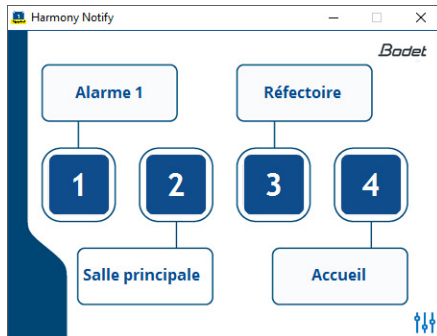 Harmony Notify
Bodet
Alarme 1
Réfectoire
1
2
3
4
Salle principale
Accueil